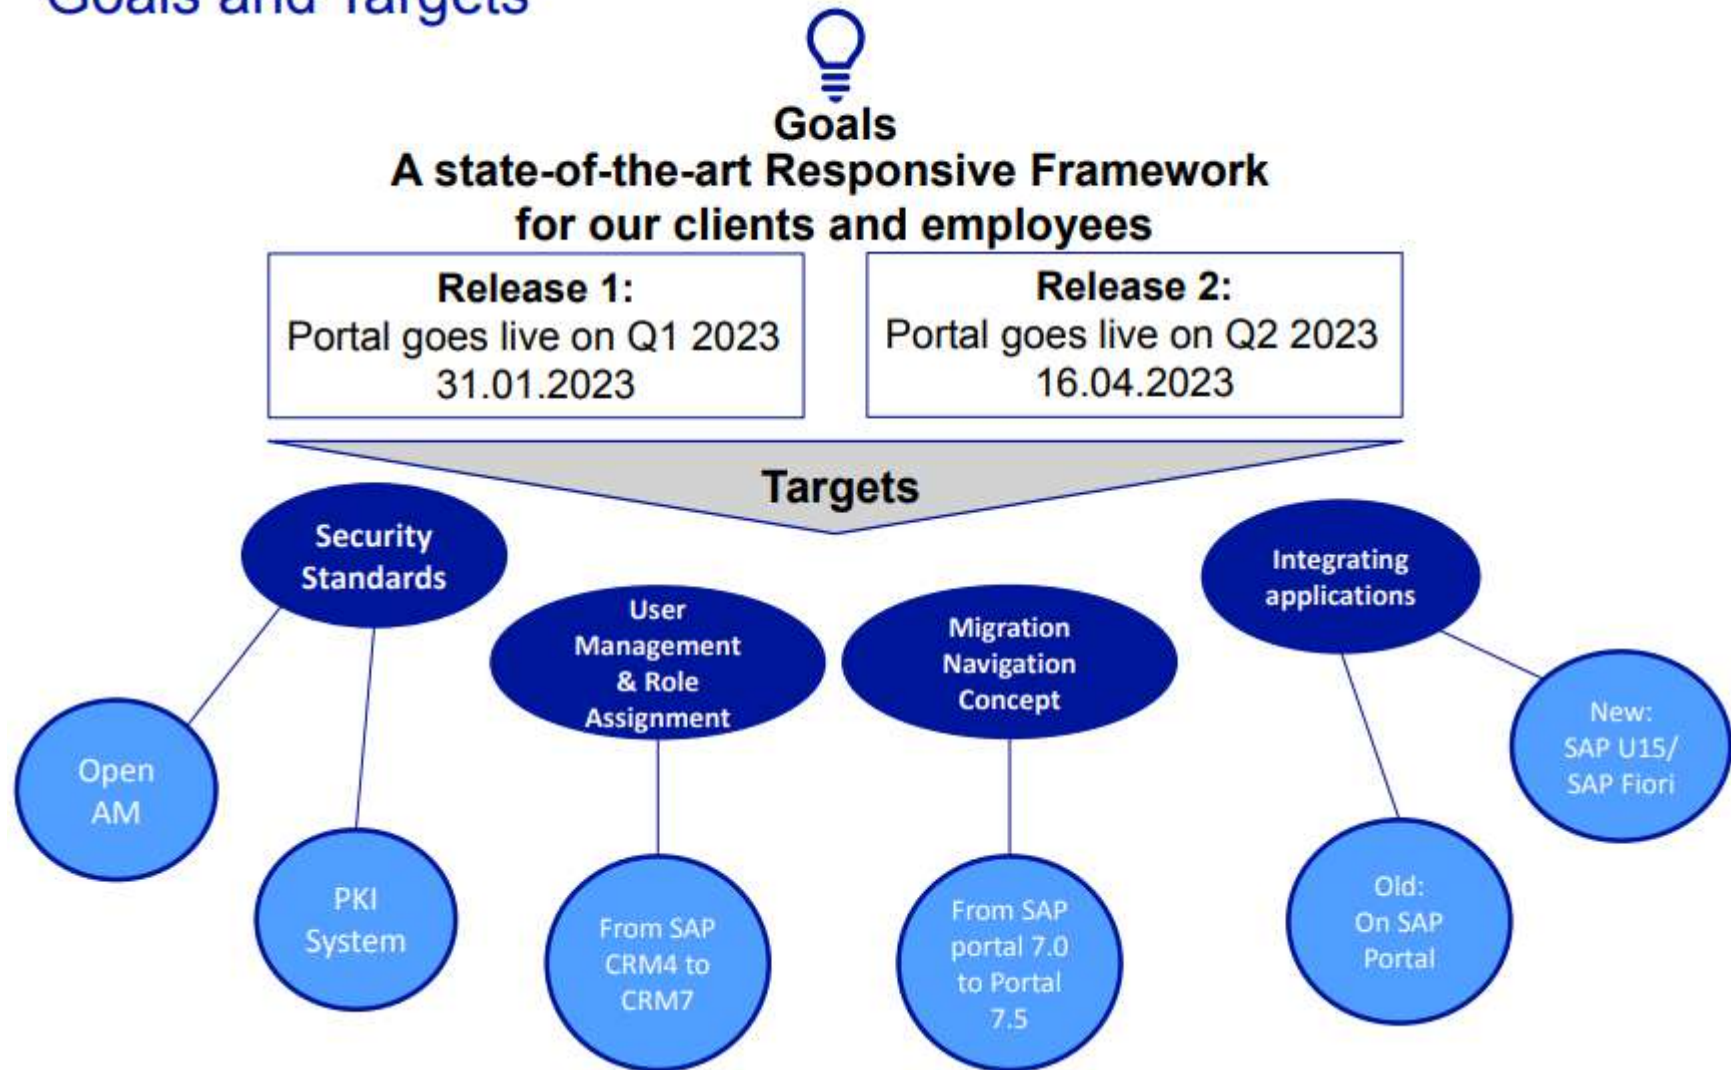 Goals and Targets
Goals
A state-of-the-art Responsive Framework
for our clients and employees
Release 1:
Portal goes live on Q1 2023
31.01.2023
Release 2:
Portal goes live on Q2 2023
16.04.2023
Targets
Security
Standards
Open
AM
PKI
System
User
Management
& Role
Assignment
From SAP
CRM4 to
CRM7
Migration
Navigation
Concept
From SAP
portal 7.0
to Portal
7.5
Integrating
applications
Old:
On SAP
Portal
New:
SAP U15/
SAP Fiori